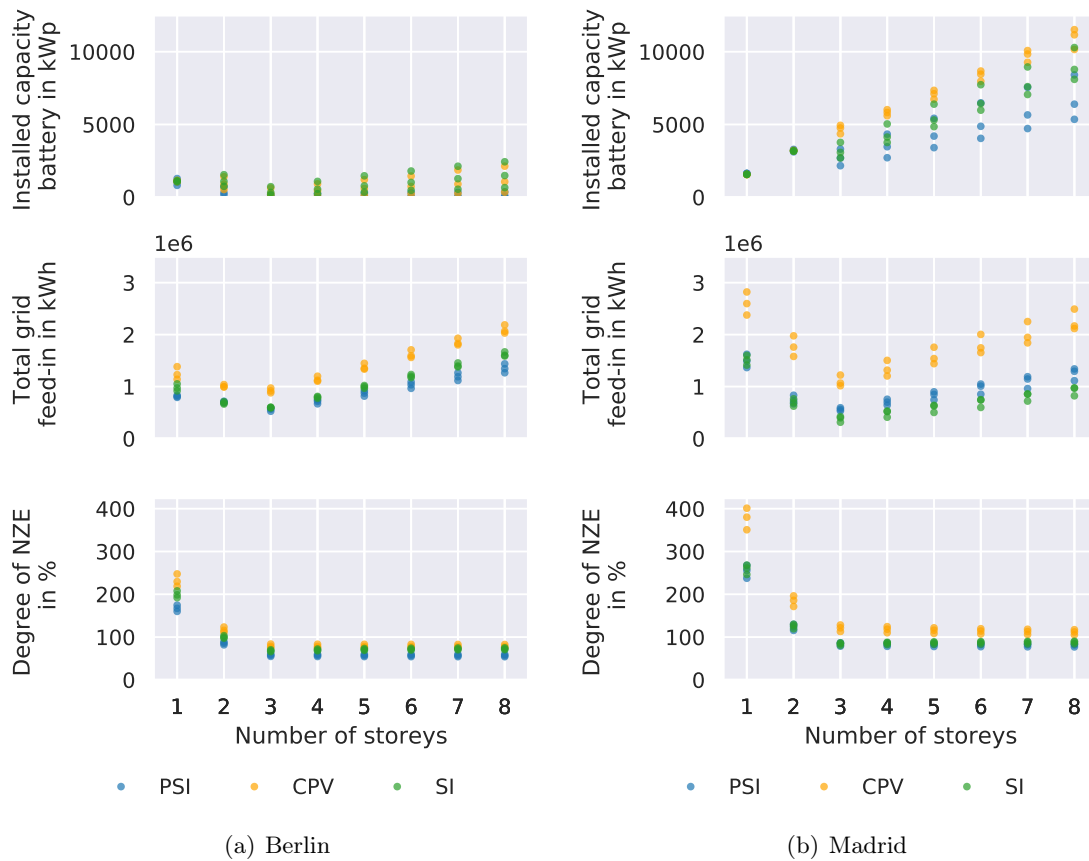 Installed capacity
battery in kWp
10000
5000
0
Total grid
feed-in in kWh
1e6
3
2
1
0
Degree of NZE
in %
400
300
200
100
0
1 2 3 4 5 6 7 8
Number of storeys
PSI CPV SI
(a) Berlin
Installed capacity
battery in kWp
10000
5000
0
Total grid
feed-in in kWh
1e6
3
2
1
0
Degree of NZE
in %
400
300
200
100
0
1 2 3 4 5 6 7 8
Number of storeys
PSI CPV SI
(b) Madrid